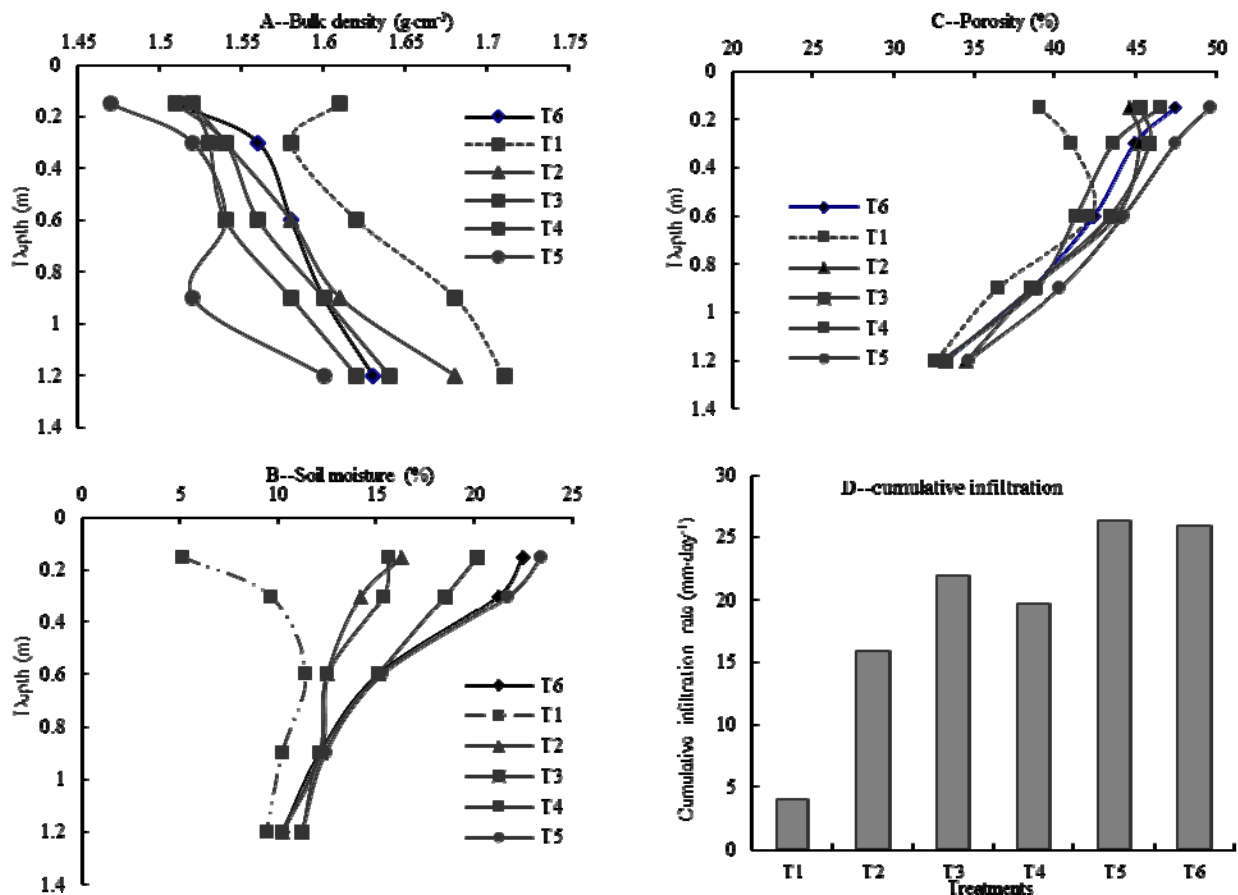 A--Bulk density (g·cm⁻³)
1.45 1.5 1.55 1.6 1.65 1.7 1.75
0
0.2
0.4
0.6
0.8
1
1.2
1.4
(m)
T6
T1
T2
T3
T4
T5
C--Porosity (%)
20 25 30 35 40 45 50
0
0.2
0.4
0.6
0.8
1
1.2
1.4
(m)
T6
T1
T2
T3
T4
T5
B--Soil moisture (%)
0 5 10 15 20 25
0
0.2
0.4
0.6
0.8
1
1.2
1.4
(m)
T6
T1
T2
T3
T4
T5
D--cumulative infiltration
Cumulative infiltration rate (mm·day⁻¹)
30
25
20
15
10
5
0
T1 T2 T3 T4 T5 T6
Treatments